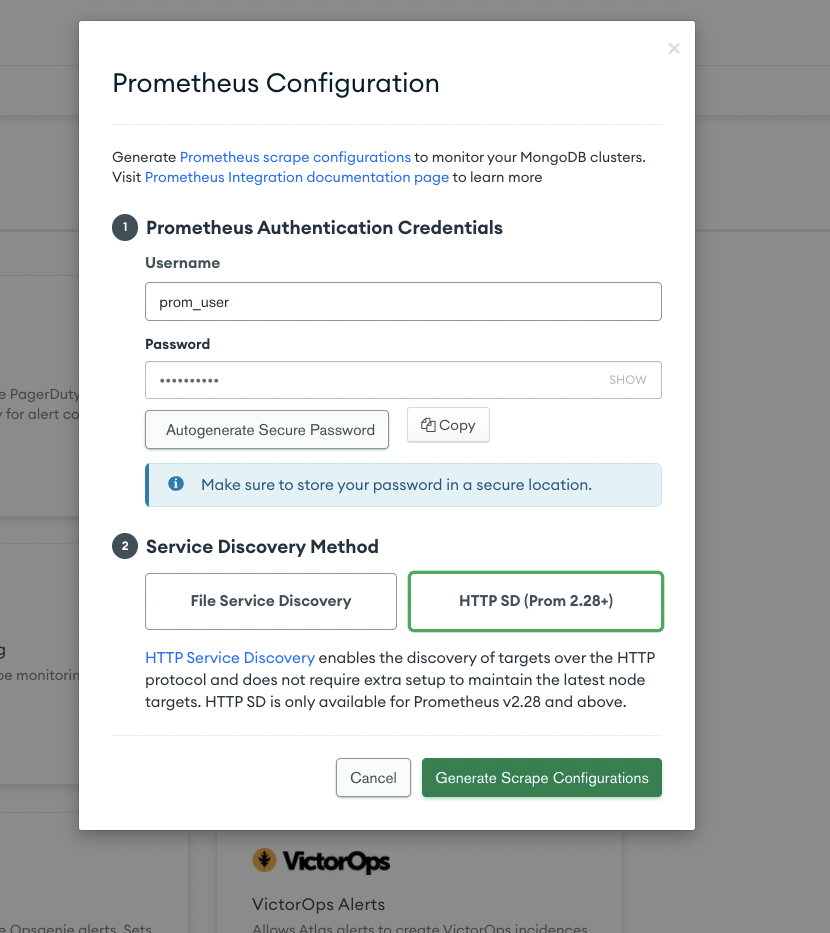 ×
Prometheus Configuration
Generate Prometheus scrape configurations to monitor your MongoDB clusters.
Visit Prometheus Integration documentation page to learn more
1 Prometheus Authentication Credentials
Username
prom_user
Password
•••••••••• SHOW
Autogenerate Secure Password Copy
Make sure to store your password in a secure location.
2 Service Discovery Method
File Service Discovery HTTP SD (Prom 2.28+)
HTTP Service Discovery enables the discovery of targets over the HTTP
protocol and does not require extra setup to maintain the latest node
targets. HTTP SD is only available for Prometheus v2.28 and above.
Cancel Generate Scrape Configurations
e PagerDuty
for alert co
g
be monitorin
e Opsgenie alerts. Sets
VictorOps
VictorOps Alerts
Allows Atlas alerts to create VictorOps incidences